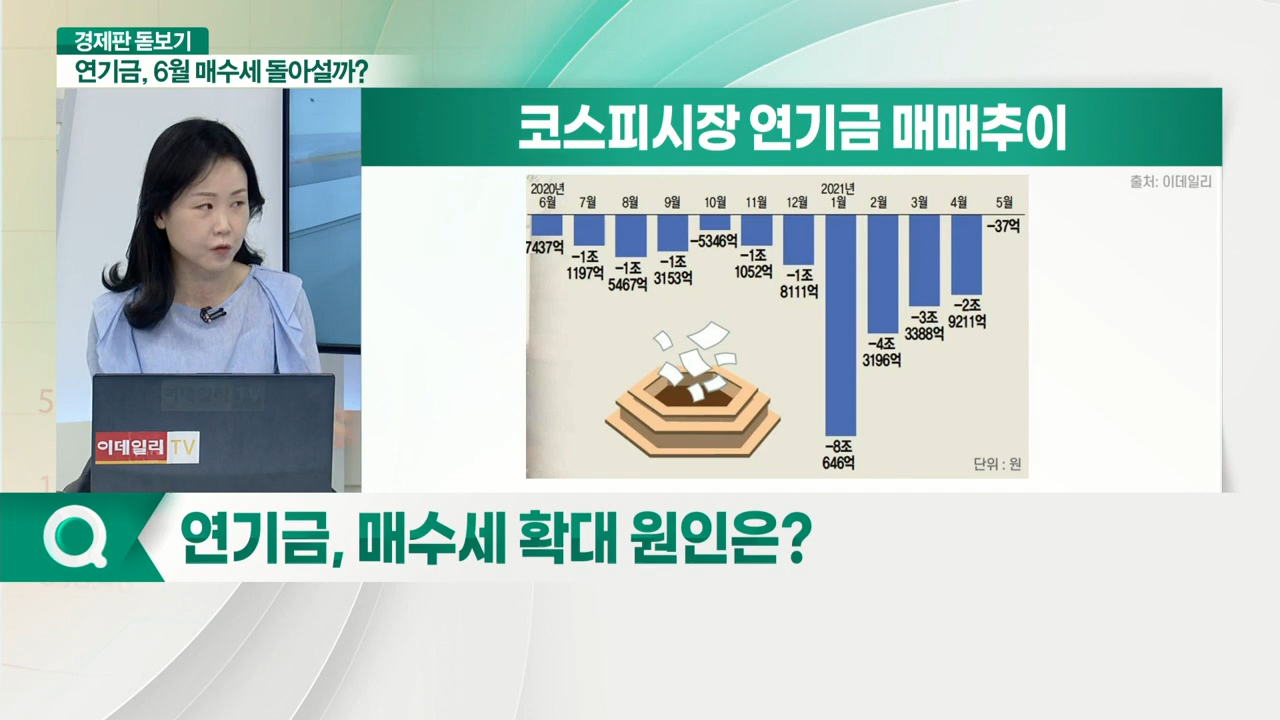 경제판 돋보기
연기금, 6월 매수세 돌아설까?
코스피시장 연기금 매매추이
출처: 이데일리
2020년 2021년
6월 7월 8월 9월 10월 11월 12월 1월 2월 3월 4월 5월
7437억
-1조
1197억
-1조
5467억
-1조
3153억
-5346억
-1조
1052억
-1조
8111억
-8조
646억
-4조
3196억
-3조
3388억
-2조
9211억
-37억
단위 : 원
이데일리 TV
연기금, 매수세 확대 원인은?